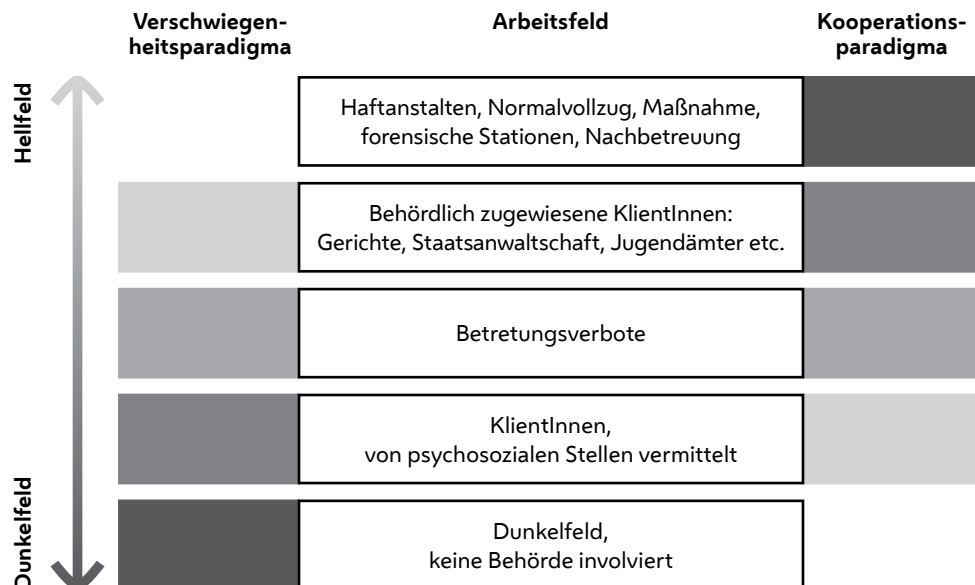 Verschwiegen-
heitsparadigma
Arbeitsfeld
Kooperations-
paradigma
Hellfeld
Haftanstalten, Normalvollzug, Maßnahme,
forensische Stationen, Nachbetreuung
Behördlich zugewiesene KlientInnen:
Gerichte, Staatsanwaltschaft, Jugendämter etc.
Betretungsverbote
KlientInnen,
von psychosozialen Stellen vermittelt
Dunkelfeld
Dunkelfeld,
keine Behörde involviert